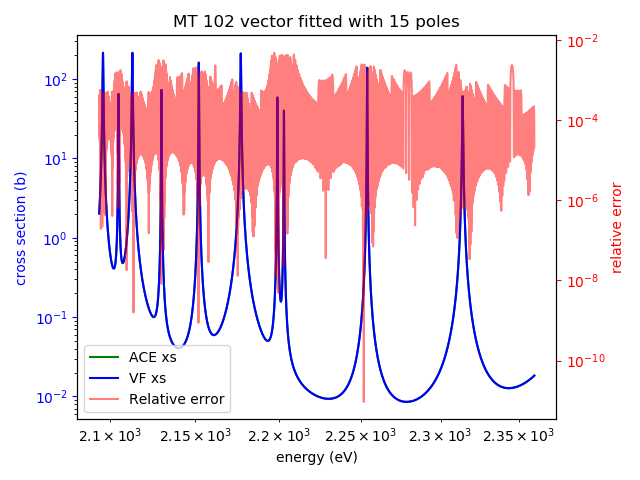 MT 102 vector fitted with 15 poles
cross section (b)
10²
10¹
10⁰
10⁻¹
10⁻²
10⁻²
10⁻⁴
10⁻⁶
10⁻⁸
10⁻¹⁰
relative error
ACE xs
VF xs
Relative error
2.1 × 10³ 2.15 × 10³ 2.2 × 10³ 2.25 × 10³ 2.3 × 10³ 2.35 × 10³
energy (eV)